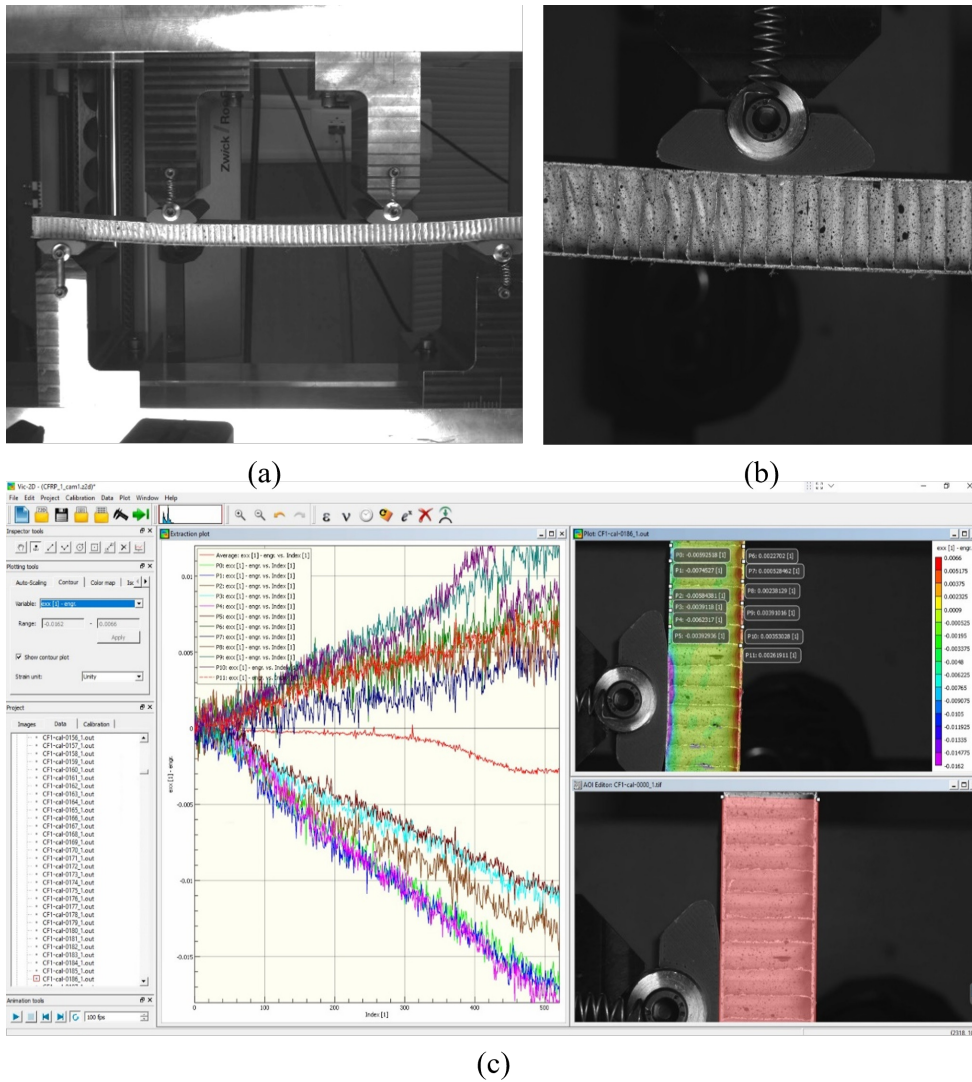 Zwick / Ro
(a)
(b)
Vic-2D - (CFRP_1_cam1.z2d)*
File Edit Project Calibration Data Plot Window Help
Inspector tools
Plotting tools
Auto-Scaling Contour Color map
Variable: exx [1] - engr.
Range: -0.0162 - 0.0066
Apply
Show contour plot
Strain unit: Unity
Project
Images Data Calibration
CF1-cal-0156_1.out
CF1-cal-0157_1.out
CF1-cal-0158_1.out
CF1-cal-0159_1.out
CF1-cal-0160_1.out
CF1-cal-0161_1.out
CF1-cal-0162_1.out
CF1-cal-0163_1.out
CF1-cal-0164_1.out
CF1-cal-0165_1.out
CF1-cal-0166_1.out
CF1-cal-0167_1.out
CF1-cal-0168_1.out
CF1-cal-0169_1.out
CF1-cal-0170_1.out
CF1-cal-0171_1.out
CF1-cal-0172_1.out
CF1-cal-0173_1.out
CF1-cal-0174_1.out
CF1-cal-0175_1.out
CF1-cal-0176_1.out
CF1-cal-0177_1.out
CF1-cal-0178_1.out
CF1-cal-0179_1.out
CF1-cal-0180_1.out
CF1-cal-0181_1.out
CF1-cal-0182_1.out
CF1-cal-0183_1.out
CF1-cal-0184_1.out
CF1-cal-0185_1.out
CF1-cal-0186_1.out
Animation tools
100 fps
Extraction plot
Average: exx [1] - engr. vs. Index [1]
P0: exx [1] - engr. vs. Index [1]
P1: exx [1] - engr. vs. Index [1]
P2: exx [1] - engr. vs. Index [1]
P3: exx [1] - engr. vs. Index [1]
P4: exx [1] - engr. vs. Index [1]
P5: exx [1] - engr. vs. Index [1]
P6: exx [1] - engr. vs. Index [1]
P7: exx [1] - engr. vs. Index [1]
P8: exx [1] - engr. vs. Index [1]
P9: exx [1] - engr. vs. Index [1]
P10: exx [1] - engr. vs. Index [1]
P11: exx [1] - engr. vs. Index [1]
0.01
0.005
0
-0.005
-0.01
-0.015
exx [1] - engr.
0 100 200 300 400 500
Index [1]
Plot: CF1-cal-0186_1.out
P0: -0.00392518 [1]
P1: -0.0074527 [1]
P2: -0.00584381 [1]
P3: -0.0039118 [1]
P4: -0.0062317 [1]
P5: -0.00392936 [1]
P6: 0.0022702 [1]
P7: 0.000528462 [1]
P8: 0.00238129 [1]
P9: 0.00391016 [1]
P10: 0.00353028 [1]
P11: 0.00261911 [1]
exx [1] - engr.
0.0066
0.005175
0.00375
0.002325
0.0009
-0.000525
-0.00195
-0.003375
-0.0048
-0.006225
-0.00765
-0.009075
-0.0105
-0.011925
-0.01335
-0.014775
-0.0162
AOI Editor: CF1-cal-0000_1.tif
(c)